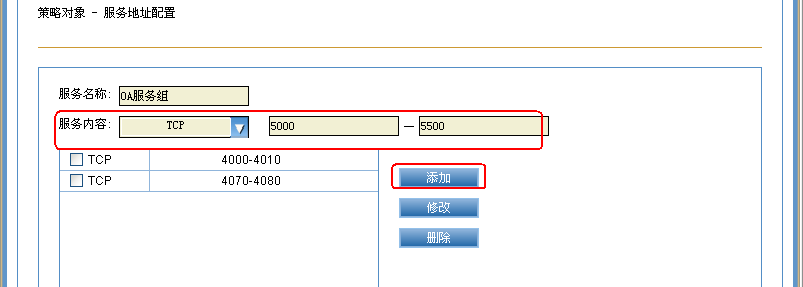 策略对象 - 服务地址配置
服务名称: OA服务组
服务内容: TCP 5000 — 5500
TCP 4000-4010
TCP 4070-4080
添加
修改
删除